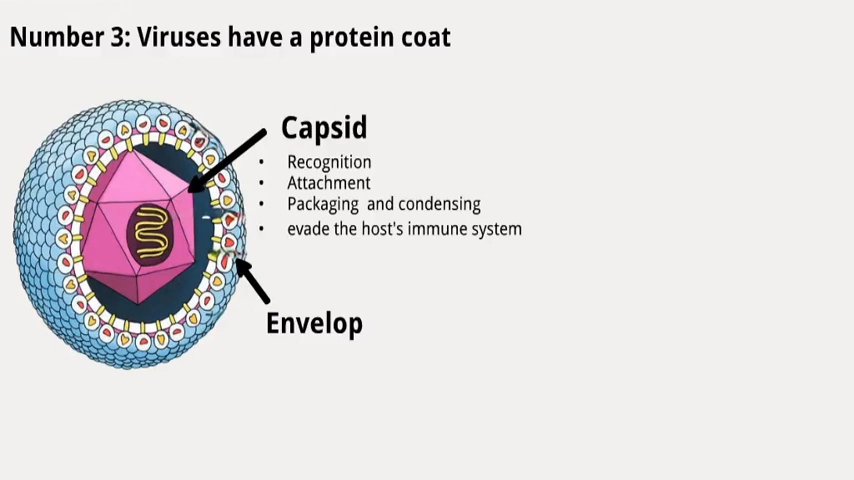 Number 3: Viruses have a protein coat
Capsid
• Recognition
• Attachment
• Packaging and condensing
• evade the host's immune system
Envelop